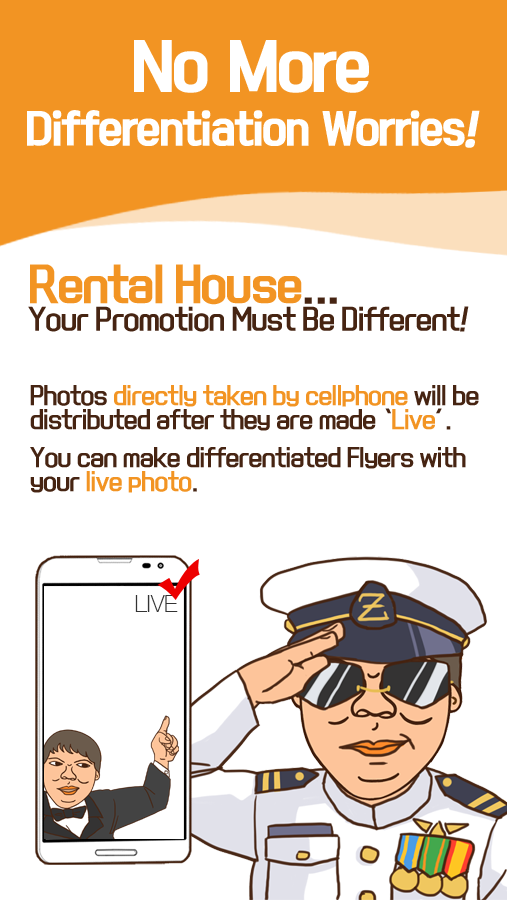 No More
Differentiation Worries!
Rental House...
Your Promotion Must Be Different!
Photos directly taken by cellphone will be
distributed after they are made `Live´.
You can make differentiated Flyers with
your live photo.
LIVE
Z